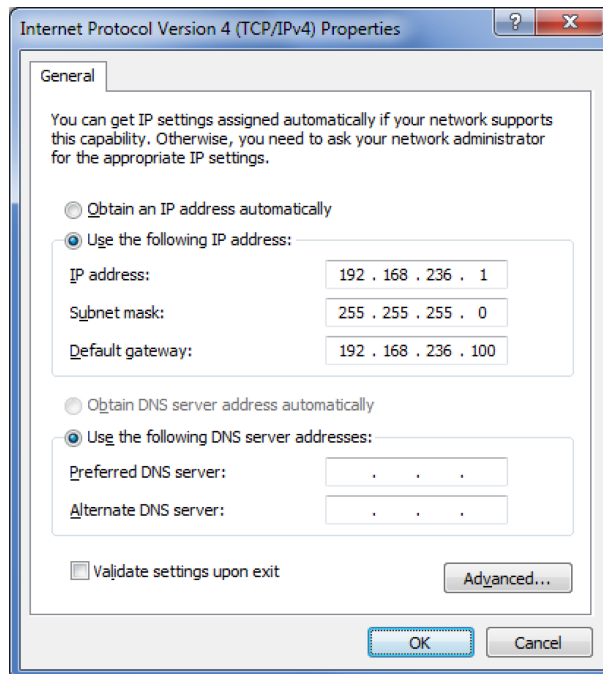 Internet Protocol Version 4 (TCP/IPv4) Properties
?
X
General
You can get IP settings assigned automatically if your network supports
this capability. Otherwise, you need to ask your network administrator
for the appropriate IP settings.
Obtain an IP address automatically
Use the following IP address:
IP address: 192 . 168 . 236 . 1
Subnet mask: 255 . 255 . 255 . 0
Default gateway: 192 . 168 . 236 . 100
Obtain DNS server address automatically
Use the following DNS server addresses:
Preferred DNS server: . . .
Alternate DNS server: . . .
Validate settings upon exit
Advanced...
OK Cancel